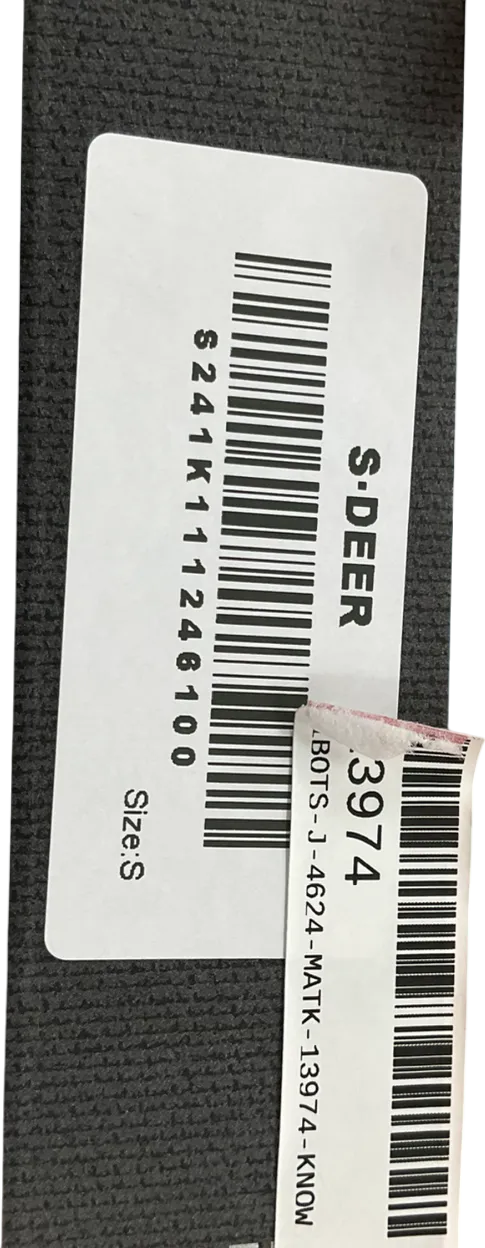 S·DEER
S241K111246100
Size:S
3974
BOTS-J-4624-MATK-13974-KNOW